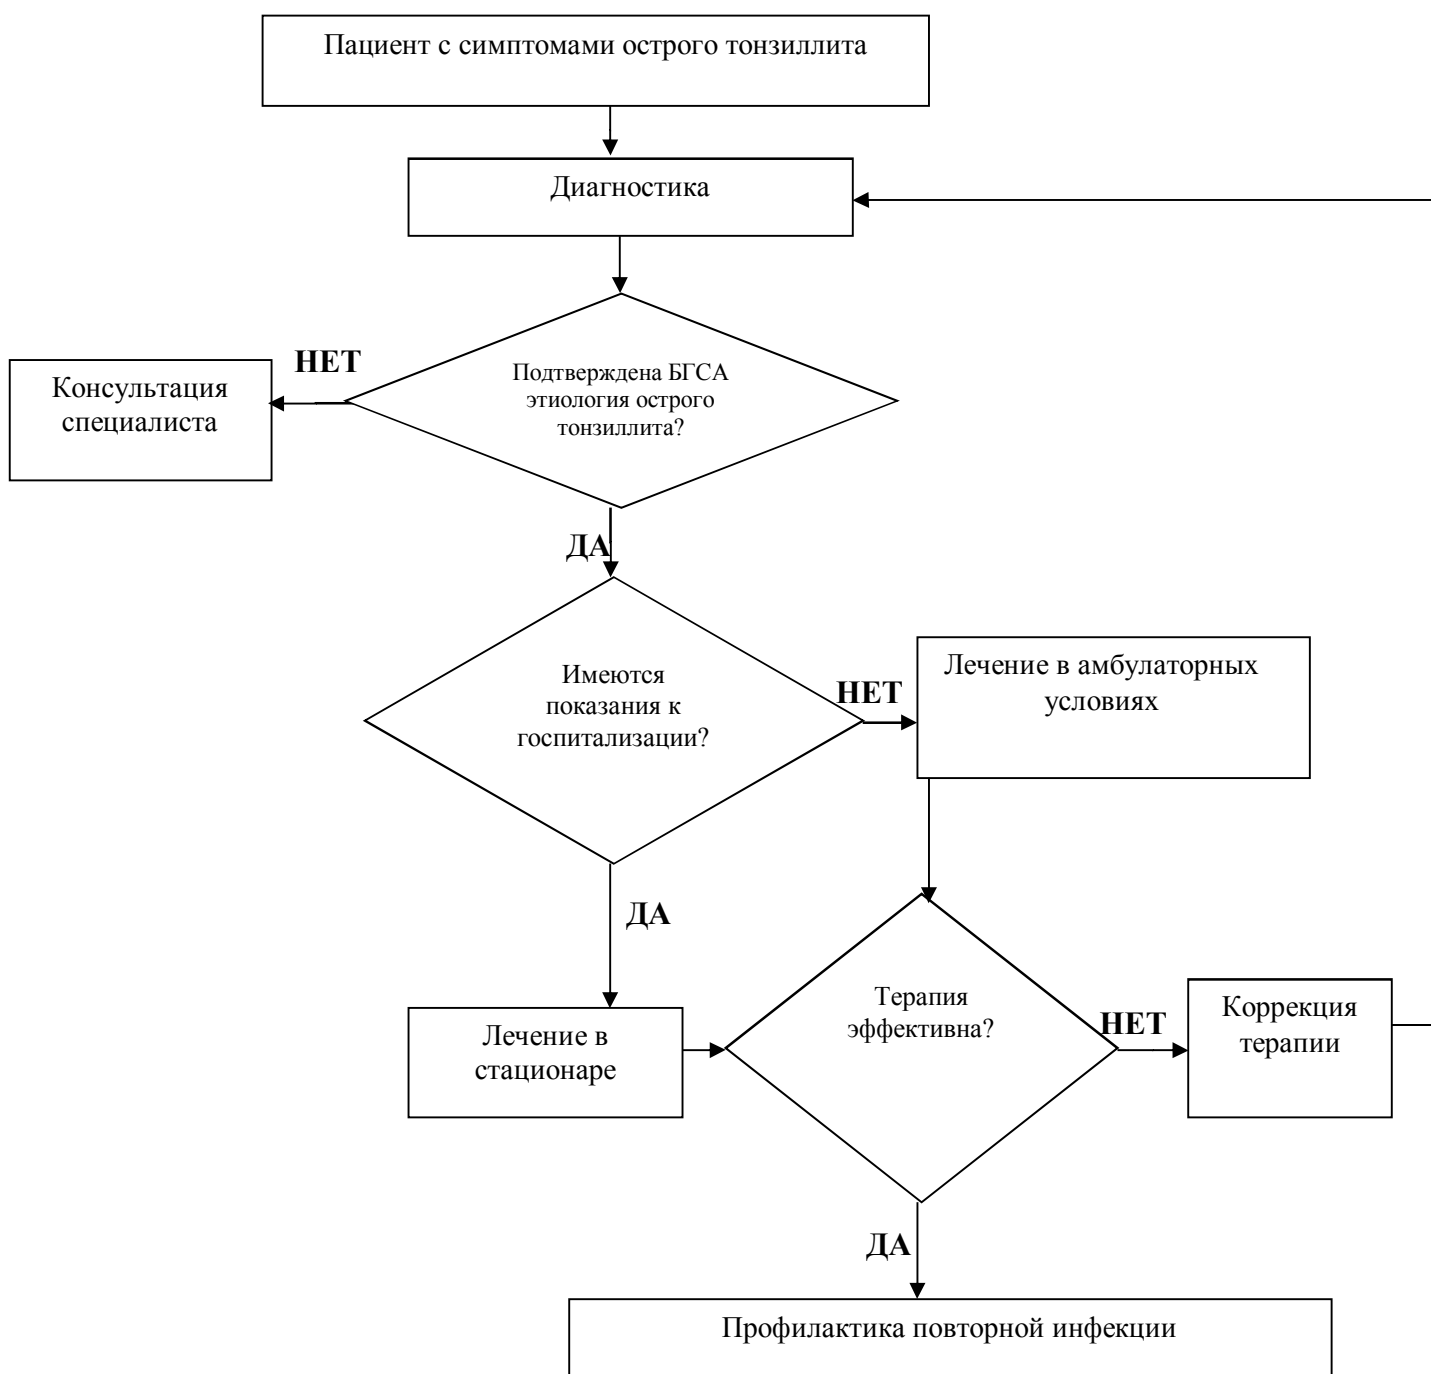 Пациент с симптомами острого тонзиллита
Диагностика
НЕТ
Консультация
специалиста
Подтверждена БГСА
этиология острого
тонзиллита?
ДА
Имеются
показания к
госпитализации?
НЕТ
Лечение в амбулаторных
условиях
ДА
Лечение в
стационаре
Терапия
эффективна?
НЕТ
Коррекция
терапии
ДА
Профилактика повторной инфекции